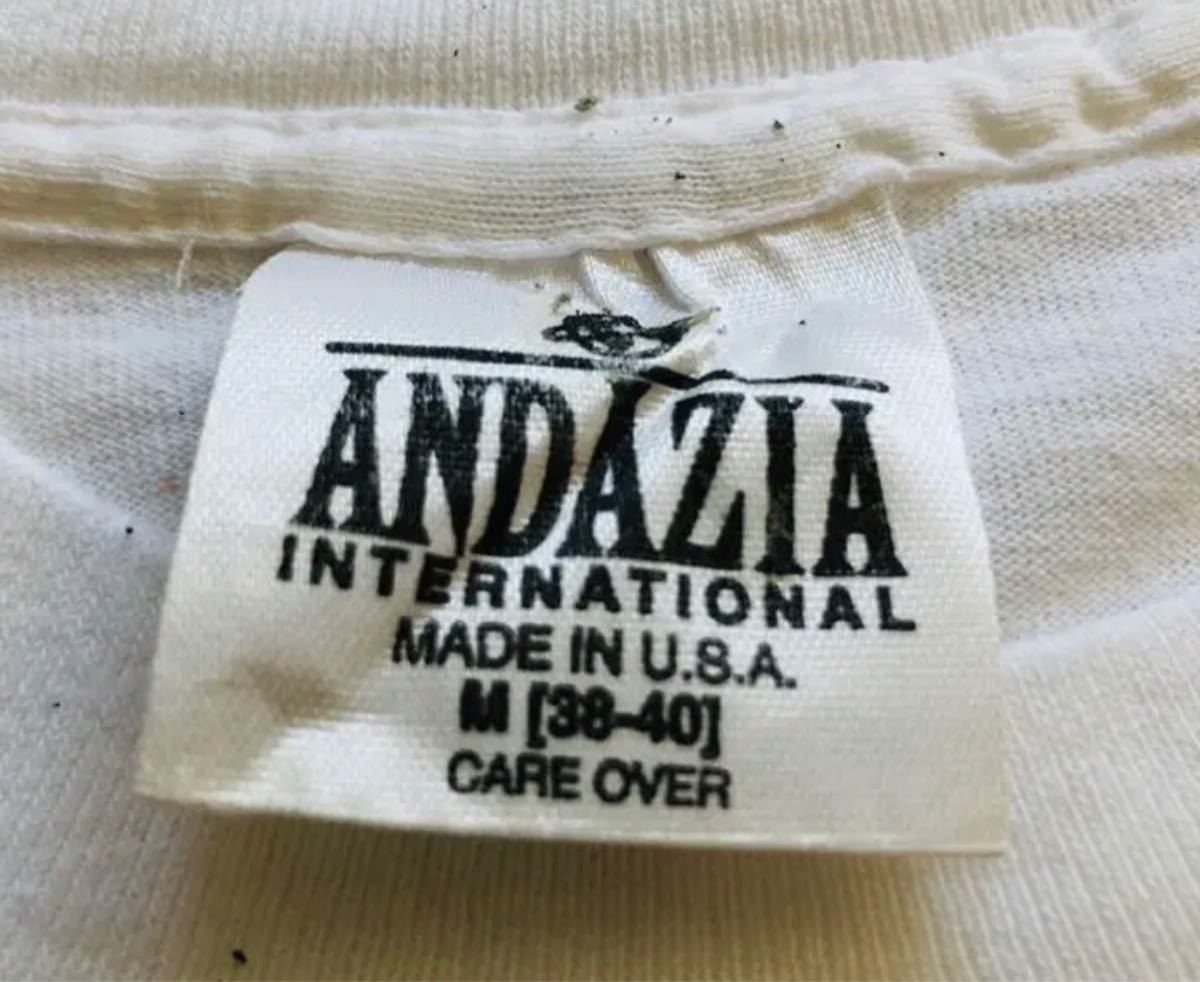 ANDAZIA
INTERNATIONAL
MADE IN U.S.A.
M [38-40]
CARE OVER